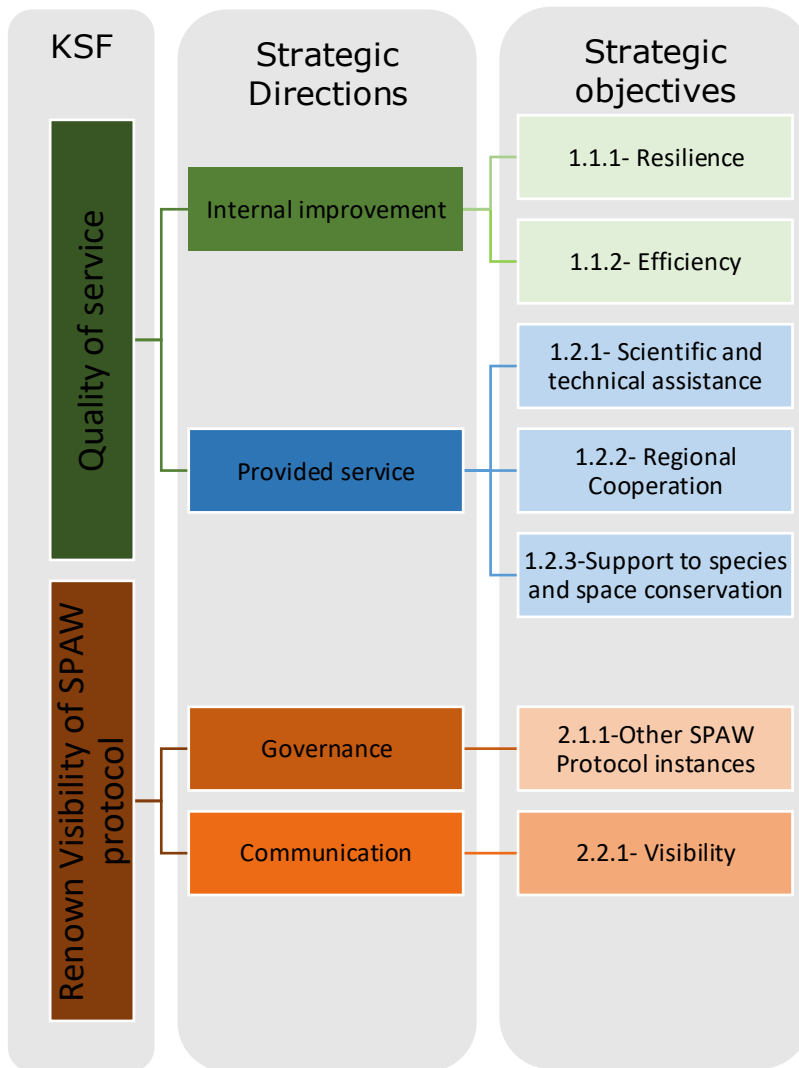 KSF
Strategic
Directions
Strategic
objectives
Quality of service
Internal improvement
1.1.1- Resilience
1.1.2- Efficiency
Provided service
1.2.1- Scientific and
technical assistance
1.2.2- Regional
Cooperation
1.2.3-Support to species
and space conservation
Renown Visibility of SPAW
protocol
Governance
2.1.1-Other SPAW
Protocol instances
Communication
2.2.1- Visibility